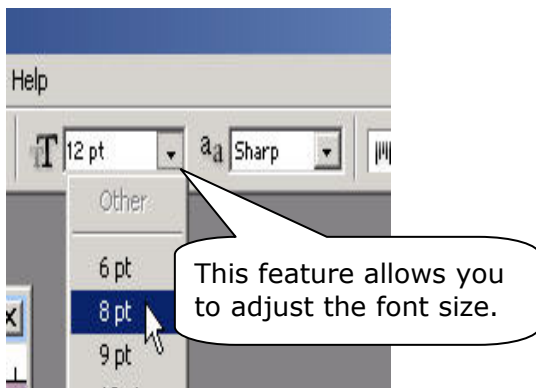 Help
T 12 pt aa Sharp
Other
6 pt
8 pt
9 pt
This feature allows you
to adjust the font size.